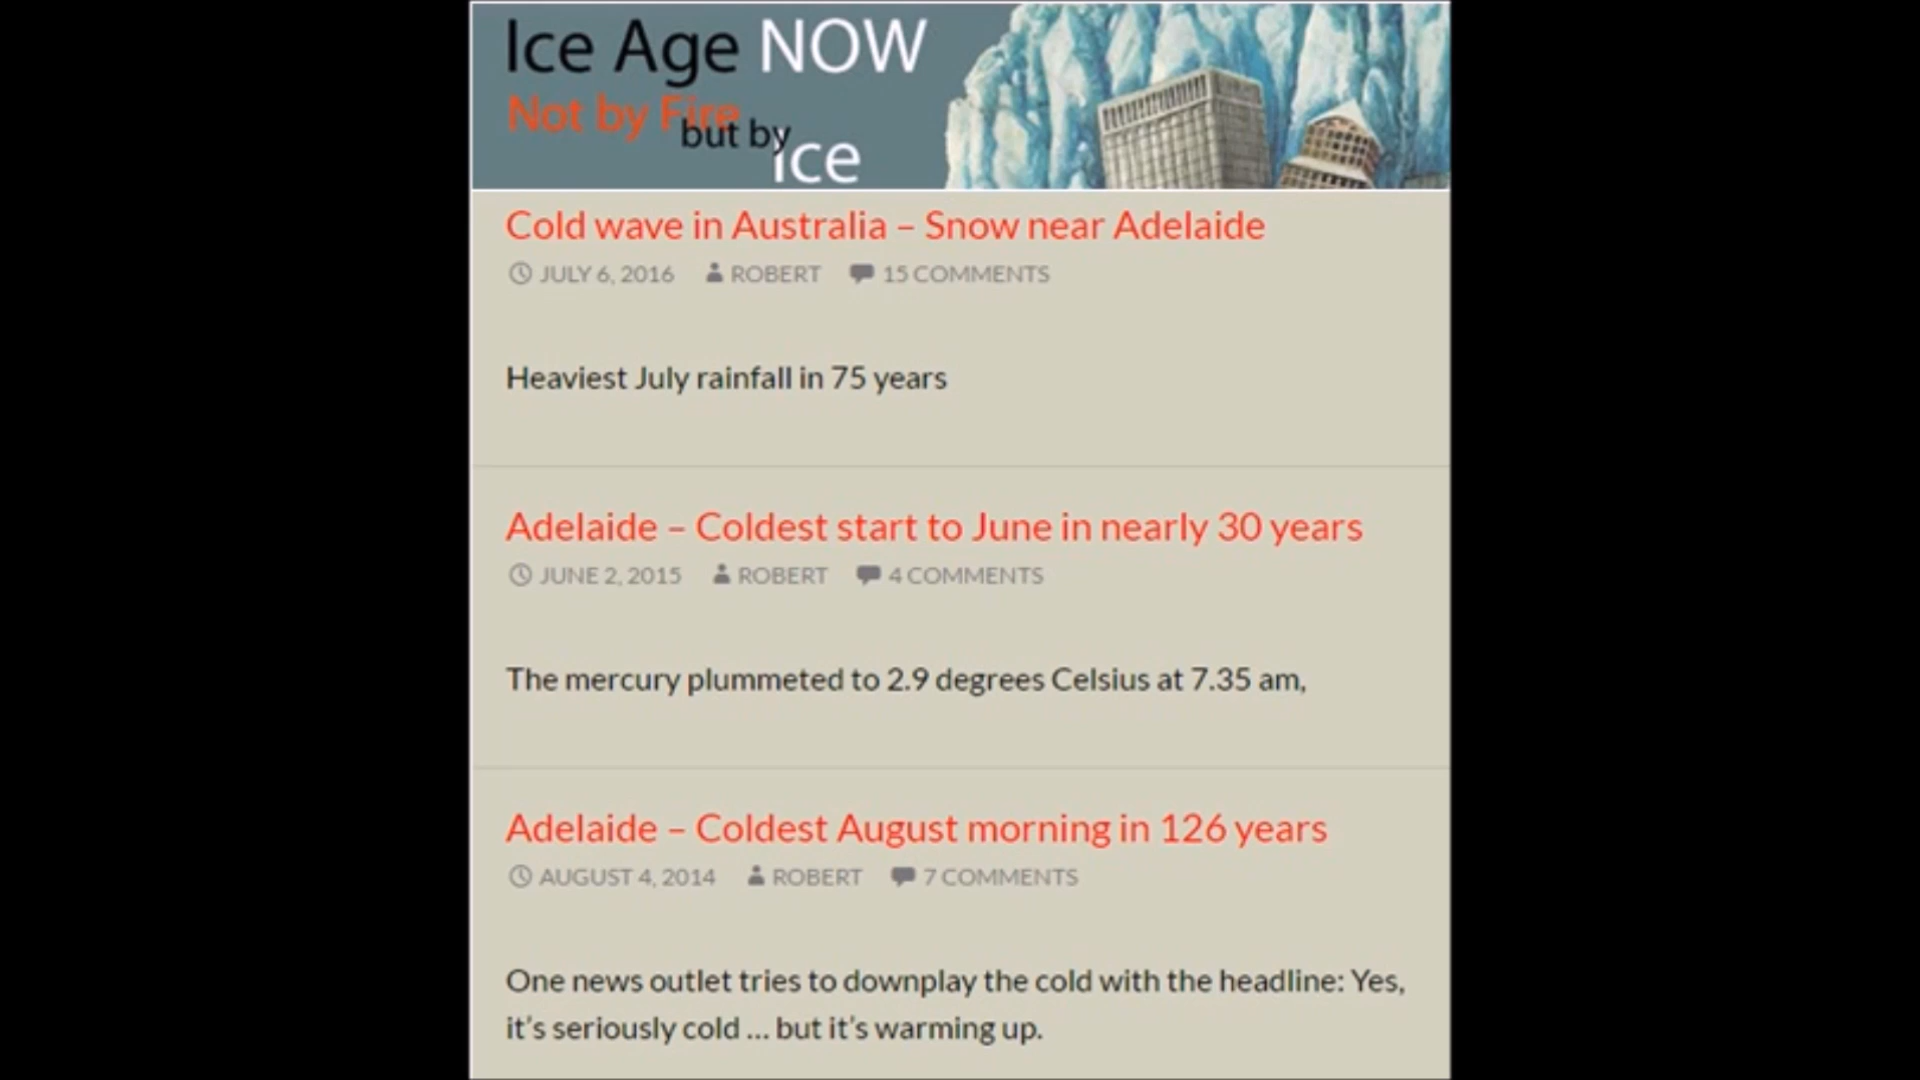 Ice Age NOW
Not by Fire
but by
ice
Cold wave in Australia – Snow near Adelaide
JULY 6, 2016 ROBERT 15 COMMENTS
Heaviest July rainfall in 75 years
Adelaide – Coldest start to June in nearly 30 years
JUNE 2, 2015 ROBERT 4 COMMENTS
The mercury plummeted to 2.9 degrees Celsius at 7.35 am,
Adelaide – Coldest August morning in 126 years
AUGUST 4, 2014 ROBERT 7 COMMENTS
One news outlet tries to downplay the cold with the headline: Yes,
it's seriously cold … but it's warming up.